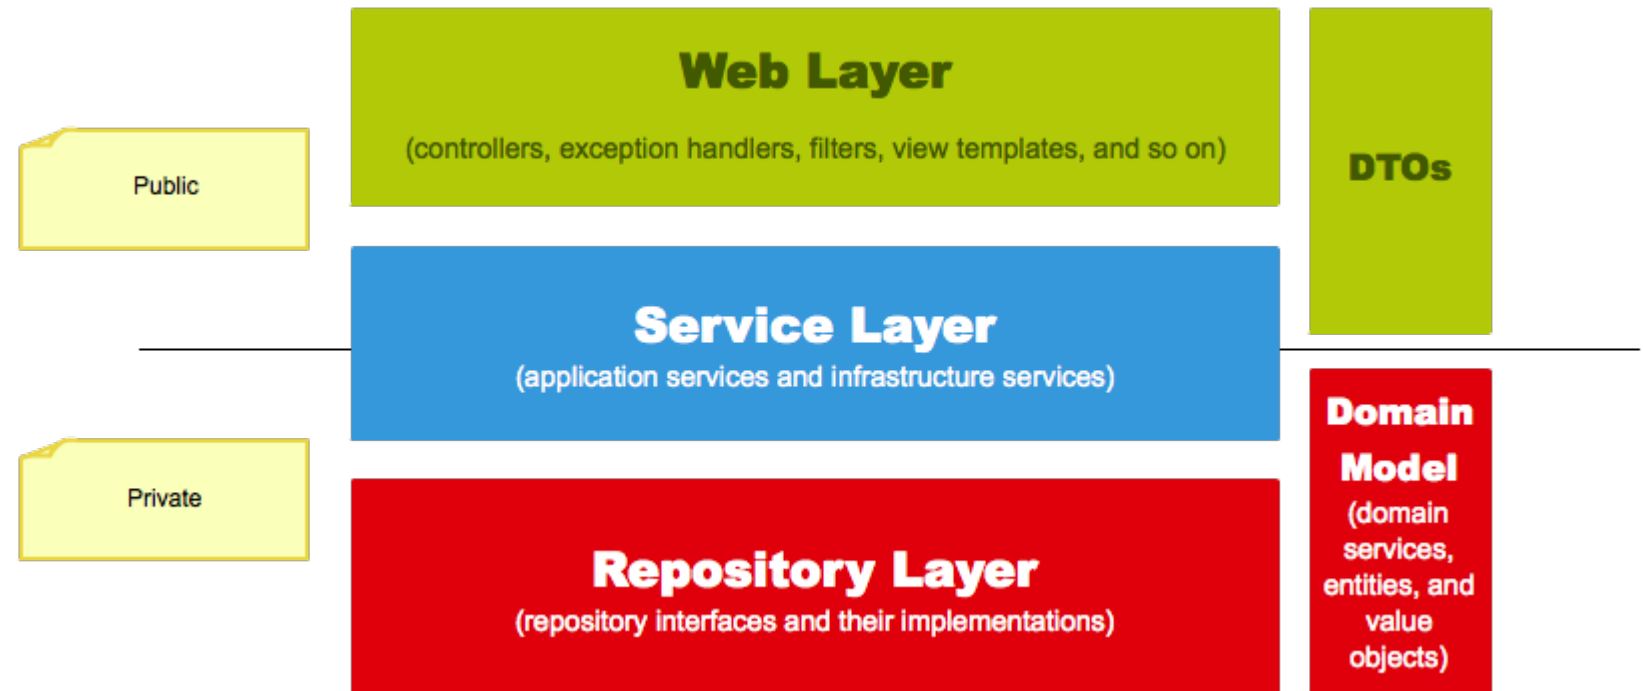 Web Layer
(controllers, exception handlers, filters, view templates, and so on)
DTOs
Public
Service Layer
(application services and infrastructure services)
Private
Repository Layer
(repository interfaces and their implementations)
Domain
Model
(domain
services,
entities, and
value
objects)